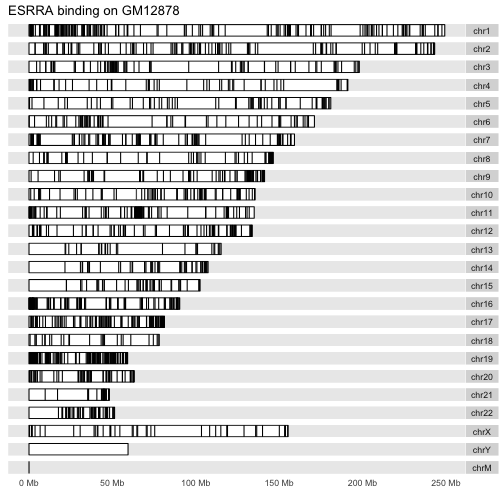 ESRRA binding on GM12878
chr1
chr2
chr3
chr4
chr5
chr6
chr7
chr8
chr9
chr10
chr11
chr12
chr13
chr14
chr15
chr16
chr17
chr18
chr19
chr20
chr21
chr22
chrX
chrY
chrM
0 Mb 50 Mb 100 Mb 150 Mb 200 Mb 250 Mb